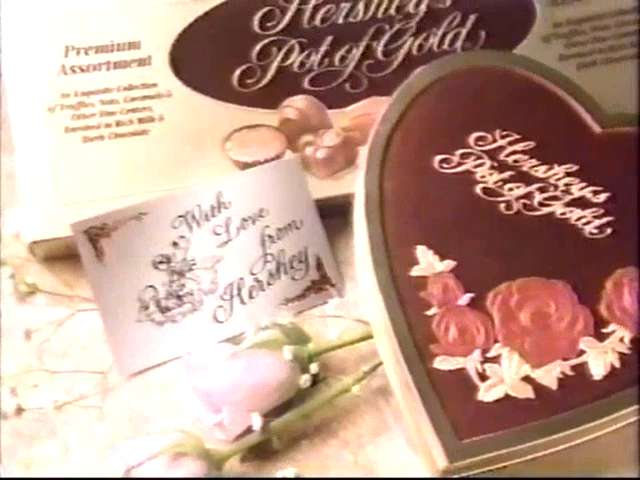 Hershey's
Pot of Gold
Premium
Assortment
An Exquisite Collection
of Truffles, Nuts, Caramels &
Other Fine Centers,
Enrobed in Rich Milk &
Dark Chocolate
With
Love
from
Hershey
Hershey's
Pot of Gold